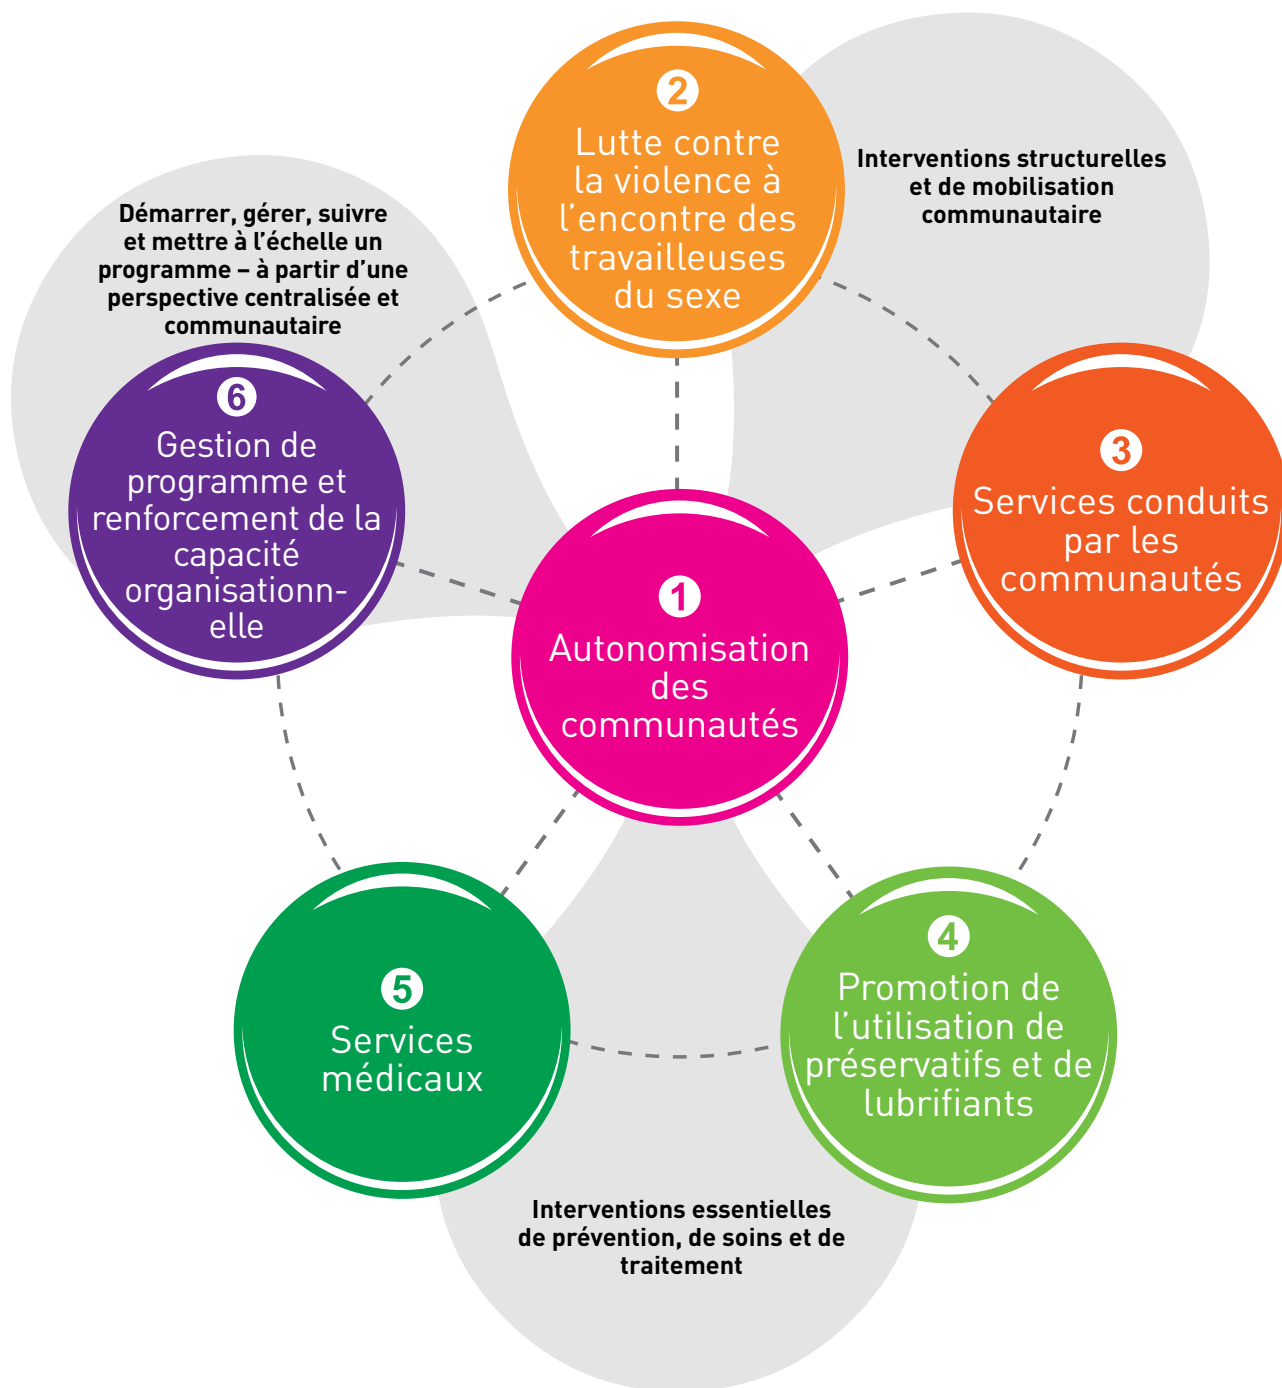 2
Lutte contre
la violence à
l’encontre des
travailleuses
du sexe
Interventions structurelles
et de mobilisation
communautaire
Démarrer, gérer, suivre
et mettre à l’échelle un
programme – à partir d’une
perspective centralisée et
communautaire
6
Gestion de
programme et
renforcement de la
capacité
organisationn-
elle
3
Services conduits
par les
communautés
1
Autonomisation
des
communautés
5
Services
médicaux
4
Promotion de
l’utilisation de
préservatifs et de
lubrifiants
Interventions essentielles
de prévention, de soins et de
traitement